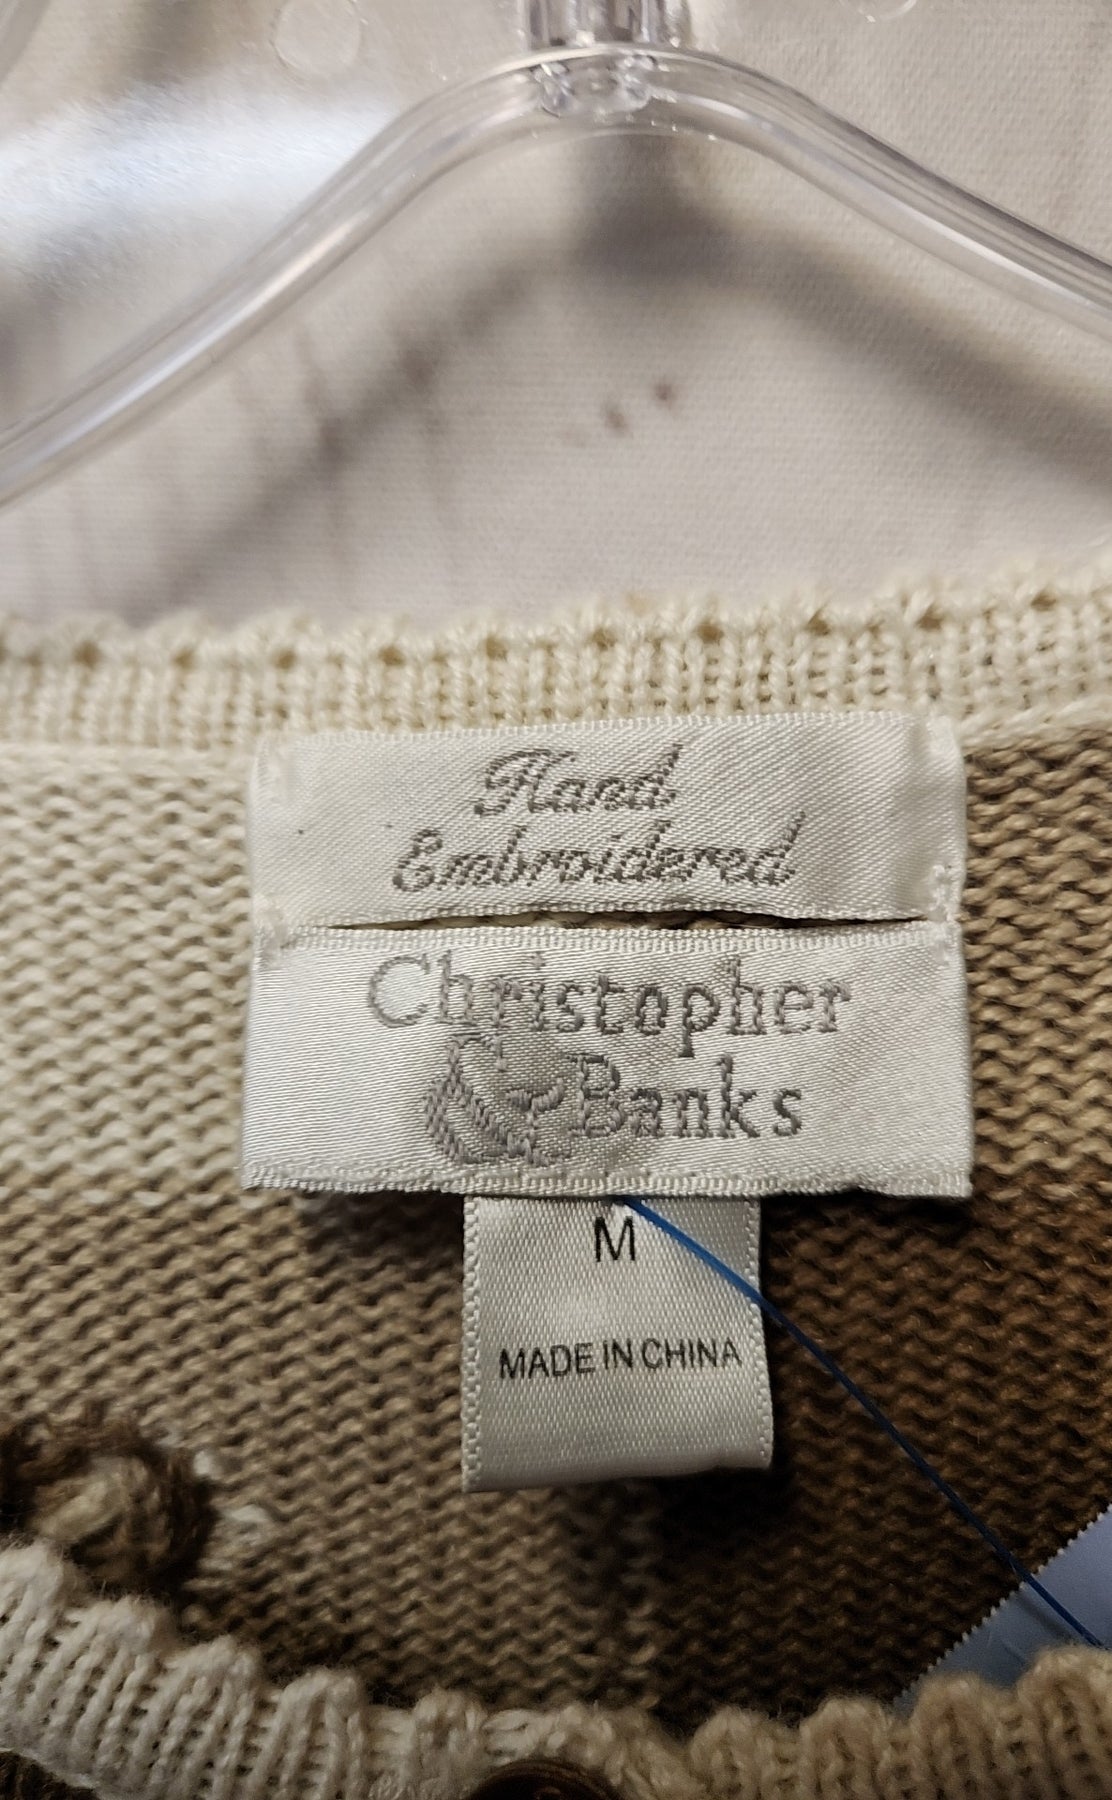 Hand
Embroidered
Christopher
& Banks
M
MADE IN CHINA